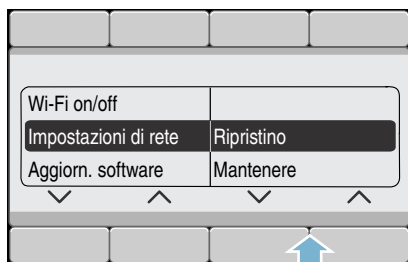 Wi-Fi on/off
Impostazioni di rete Ripristino
Aggiorn. software Mantenere